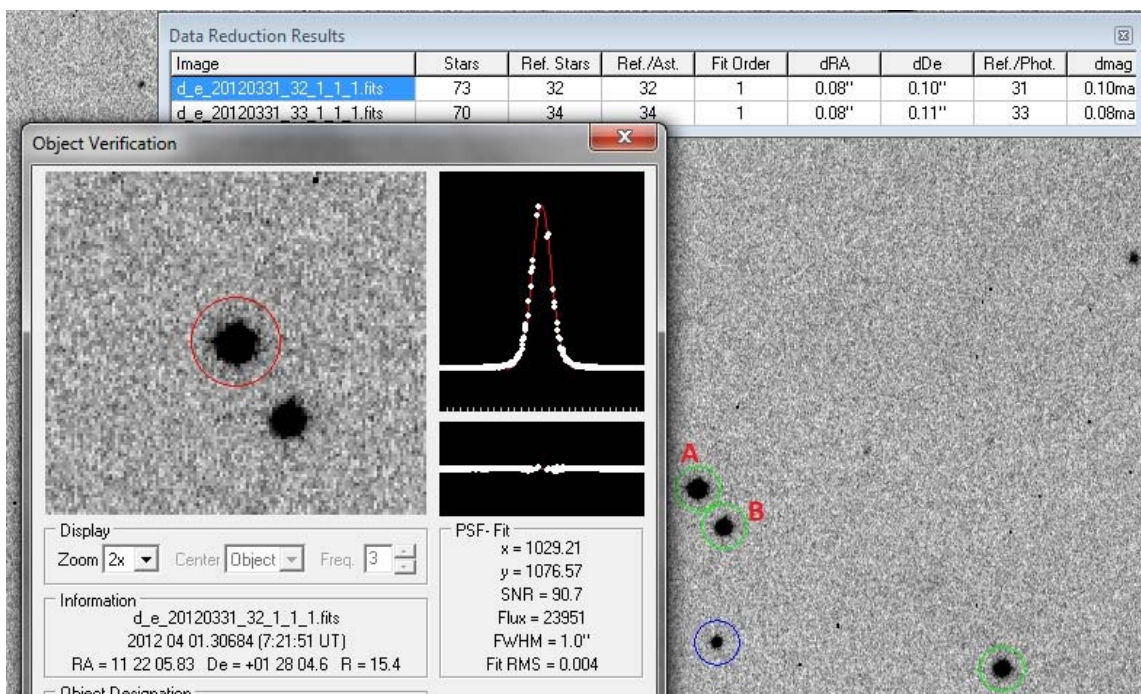 Data Reduction Results
Image Stars Ref. Stars Ref./Ast. Fit Order dRA dDe Ref./Phot. dmag
d_e_20120331_32_1_1_1.fits 73 32 32 1 0.08" 0.10" 31 0.10ma
d_e_20120331_33_1_1_1.fits 70 34 34 1 0.08" 0.11" 33 0.08ma
Object Verification
A
B
Display
Zoom 2x Center Object Freq. 3
Information
d_e_20120331_32_1_1_1.fits
2012 04 01.30684 (7:21:51 UT)
RA = 11 22 05.83 De = +01 28 04.6 R = 15.4
PSF- Fit
x = 1029.21
y = 1076.57
SNR = 90.7
Flux = 23951
FWHM = 1.0"
Fit RMS = 0.004
Object Designation